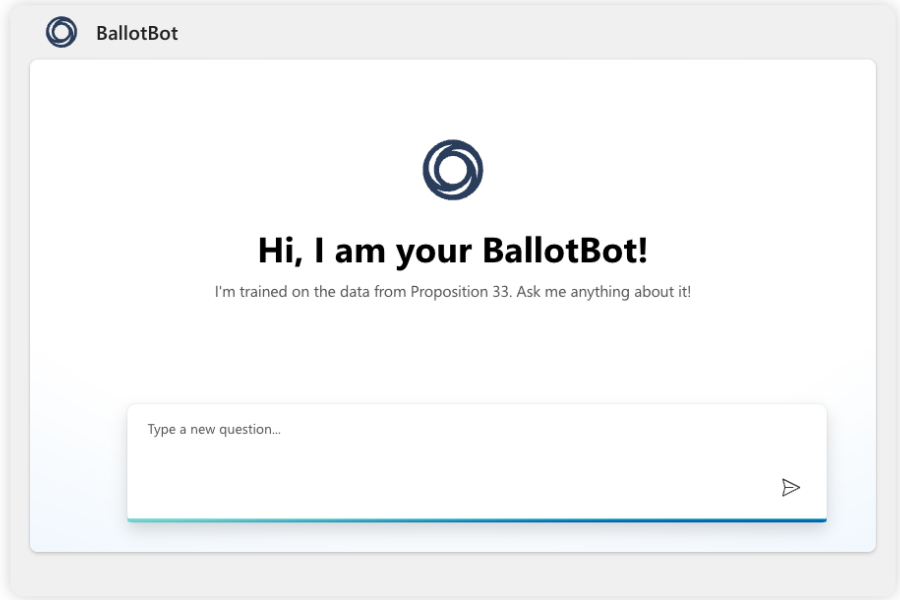 BallotBot
Hi, I am your BallotBot!
I'm trained on the data from Proposition 33. Ask me anything about it!
Type a new question...